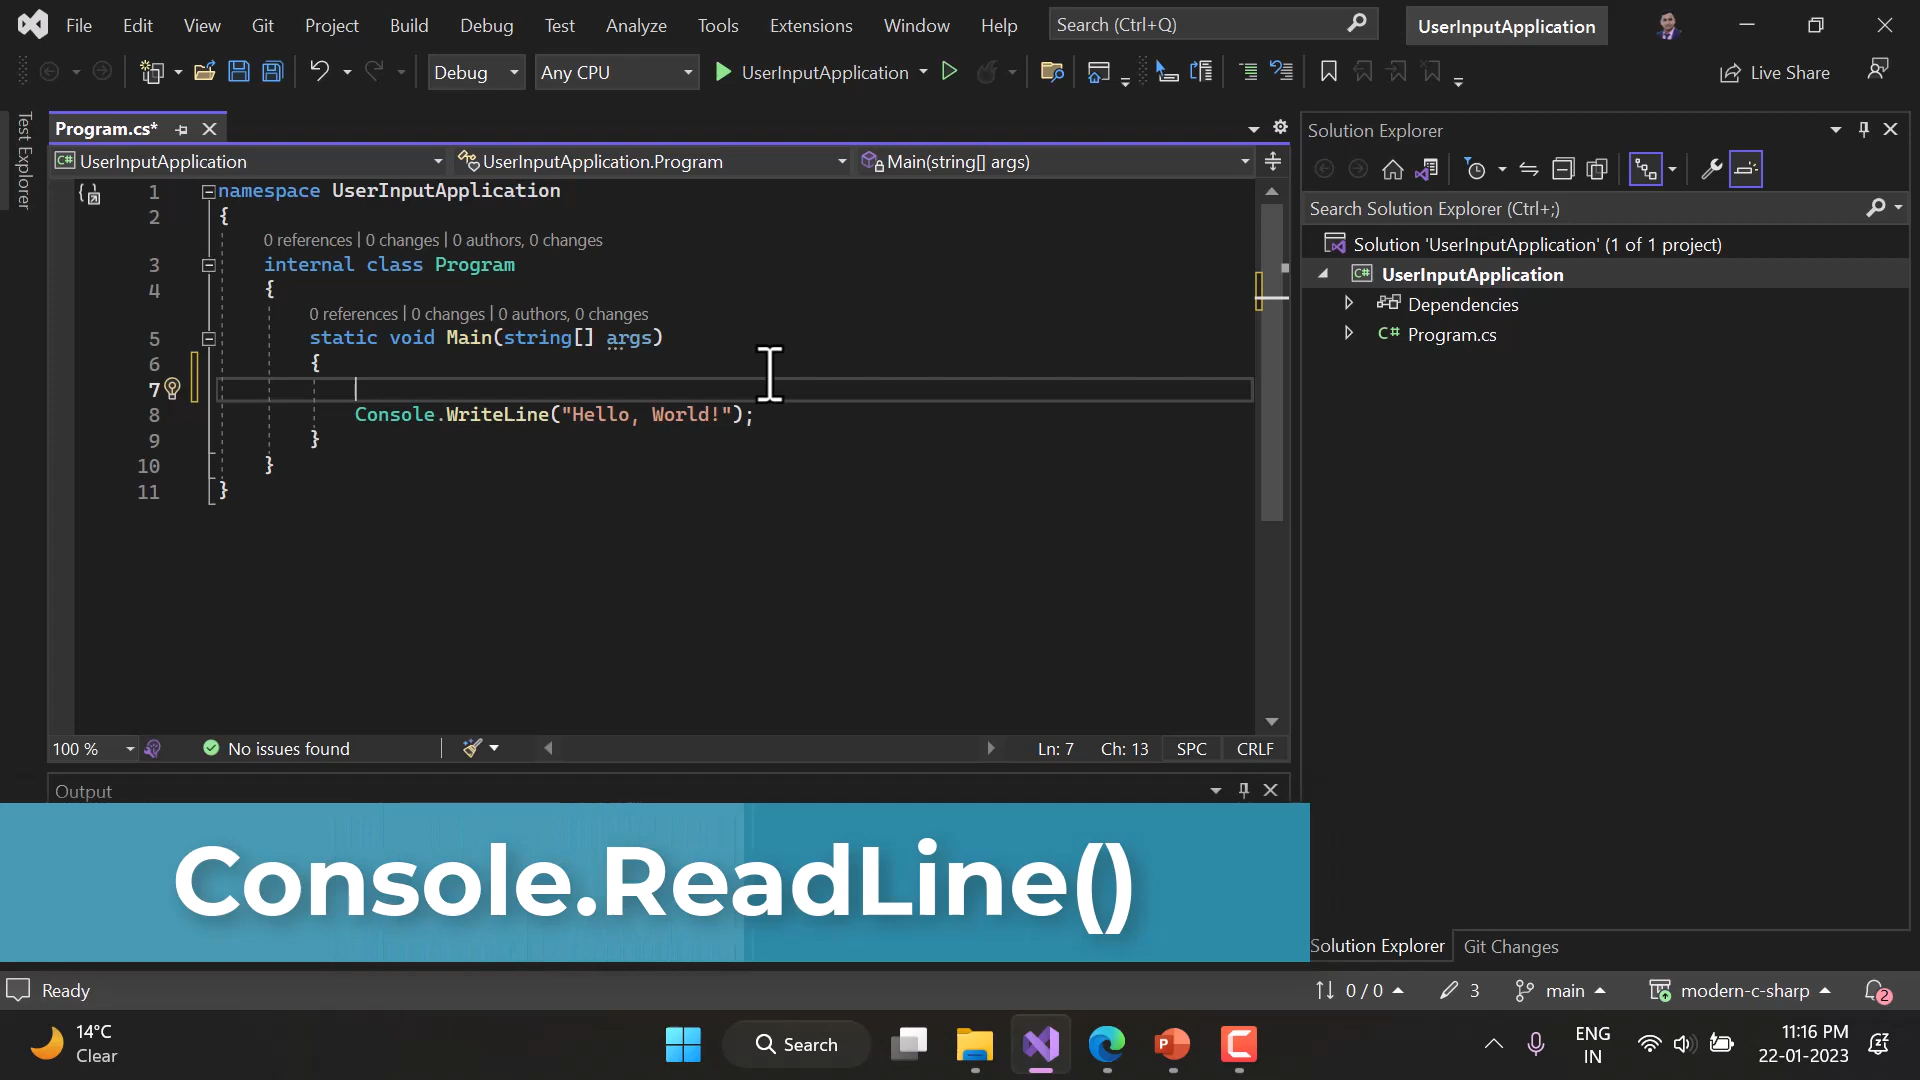 File Edit View Git Project Build Debug Test Analyze Tools Extensions Window Help Search (Ctrl+Q) UserInputApplication
Debug Any CPU UserInputApplication Live Share
Test Explorer
Program.cs*
UserInputApplication UserInputApplication.Program Main(string[] args)
1 namespace UserInputApplication
2 {
0 references | 0 changes | 0 authors, 0 changes
3 internal class Program
4 {
0 references | 0 changes | 0 authors, 0 changes
5 static void Main(string[] args)
6 {
7
8 Console.WriteLine("Hello, World!");
9 }
10 }
11 }
100 % No issues found Ln: 7 Ch: 13 SPC CRLF
Output
Solution Explorer
Search Solution Explorer (Ctrl+;)
Solution 'UserInputApplication' (1 of 1 project)
C# UserInputApplication
Dependencies
C# Program.cs
Console.ReadLine()
Solution Explorer Git Changes
Ready 0 / 0 3 main modern-c-sharp 2
14°C
Clear
Search
ENG
IN
11:16 PM
22-01-2023